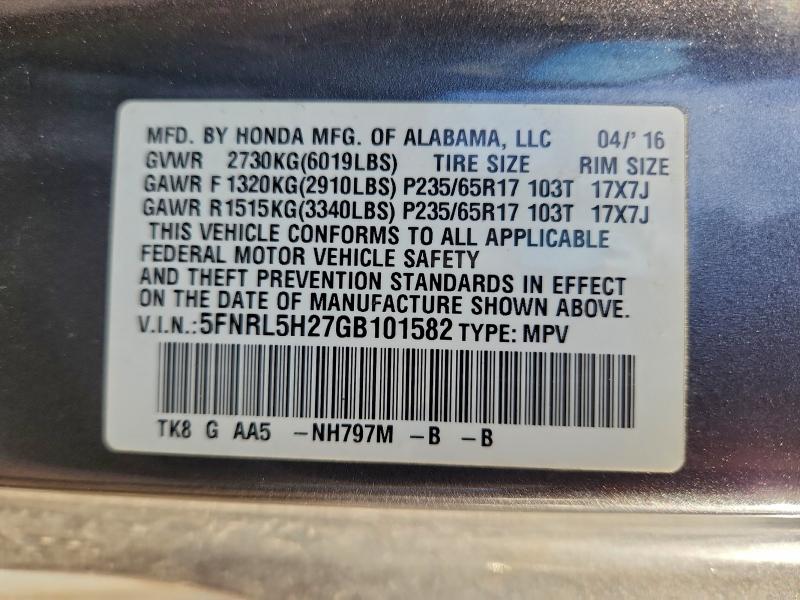 MFD. BY HONDA MFG. OF ALABAMA, LLC 04/'16
GVWR 2730KG(6019LBS) TIRE SIZE RIM SIZE
GAWR F 1320KG(2910LBS) P235/65R17 103T 17X7J
GAWR R 1515KG(3340LBS) P235/65R17 103T 17X7J
THIS VEHICLE CONFORMS TO ALL APPLICABLE
FEDERAL MOTOR VEHICLE SAFETY
AND THEFT PREVENTION STANDARDS IN EFFECT
ON THE DATE OF MANUFACTURE SHOWN ABOVE.
V.I.N.:5FNRL5H27GB101582 TYPE: MPV
TK8 G AA5 -NH797M -B -B